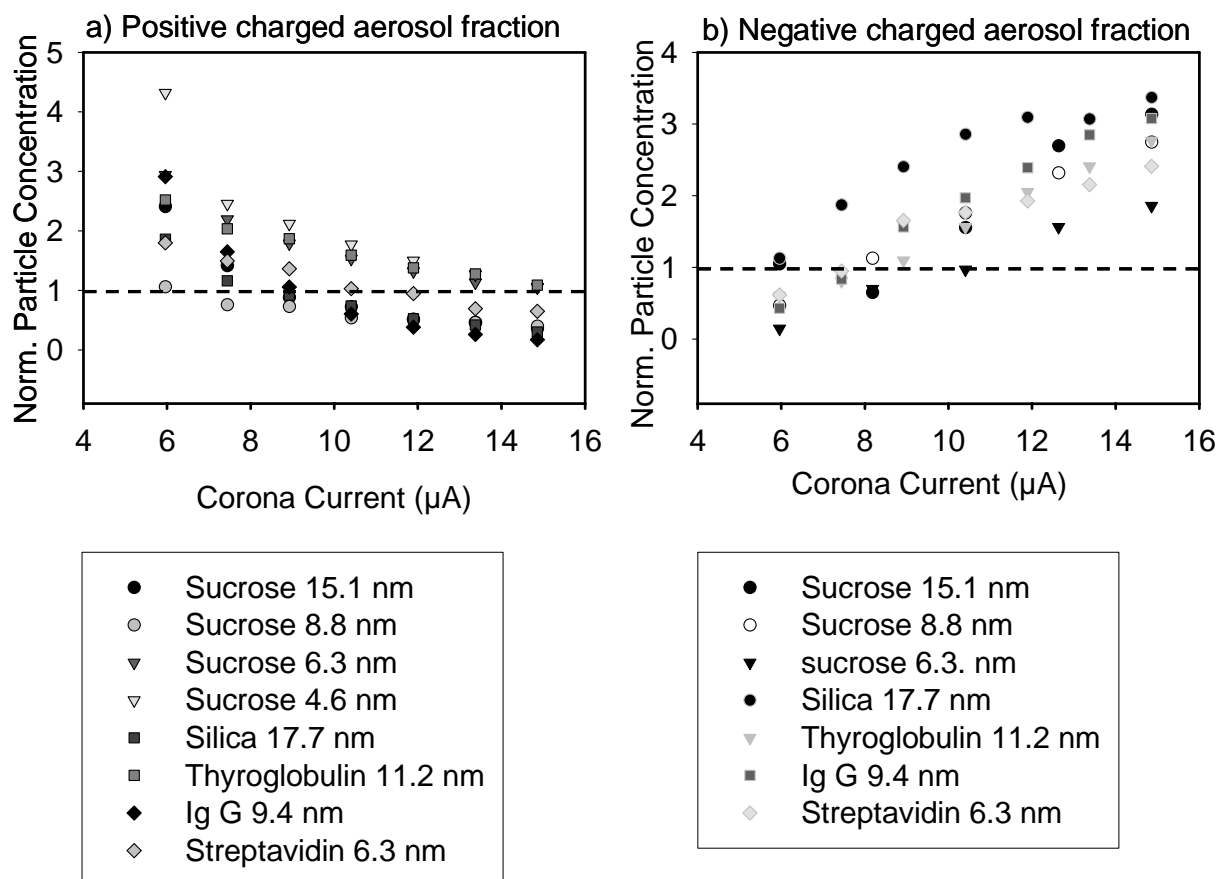 a) Positive charged aerosol fraction
5
4
3
2
1
0
Norm. Particle Concentration
4 6 8 10 12 14 16
Corona Current (µA)
b) Negative charged aerosol fraction
4
3
2
1
0
Norm. Particle Concentration
4 6 8 10 12 14 16
Corona Current (µA)
Sucrose 15.1 nm
Sucrose 8.8 nm
Sucrose 6.3 nm
Sucrose 4.6 nm
Silica 17.7 nm
Thyroglobulin 11.2 nm
Ig G 9.4 nm
Streptavidin 6.3 nm
Sucrose 15.1 nm
Sucrose 8.8 nm
sucrose 6.3. nm
Silica 17.7 nm
Thyroglobulin 11.2 nm
Ig G 9.4 nm
Streptavidin 6.3 nm